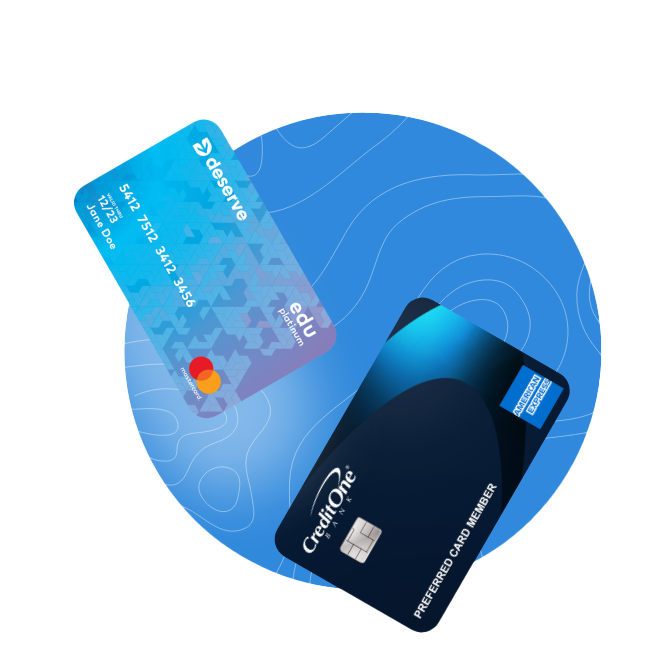 deserve
5412 7512 3412 3456
VALID THRU
12/23
Jane Doe
edu
platinum
mastercard
AMERICAN
EXPRESS
CreditOne
BANK
PREFERRED CARD MEMBER